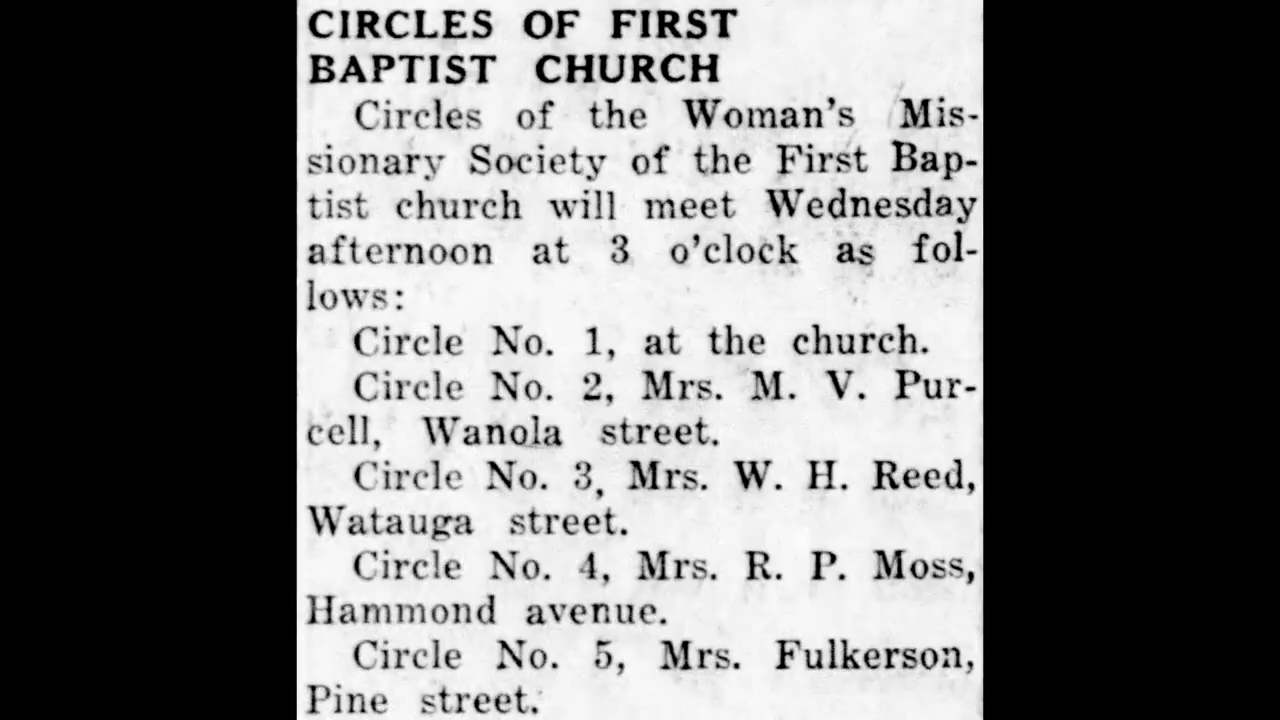 CIRCLES OF FIRST
BAPTIST CHURCH
Circles of the Woman's Mis-
sionary Society of the First Bap-
tist church will meet Wednesday
afternoon at 3 o'clock as fol-
lows:
Circle No. 1, at the church.
Circle No. 2, Mrs. M. V. Pur-
cell, Wanola street.
Circle No. 3, Mrs. W. H. Reed,
Watauga street.
Circle No. 4, Mrs. R. P. Moss,
Hammond avenue.
Circle No. 5, Mrs. Fulkerson,
Pine street.